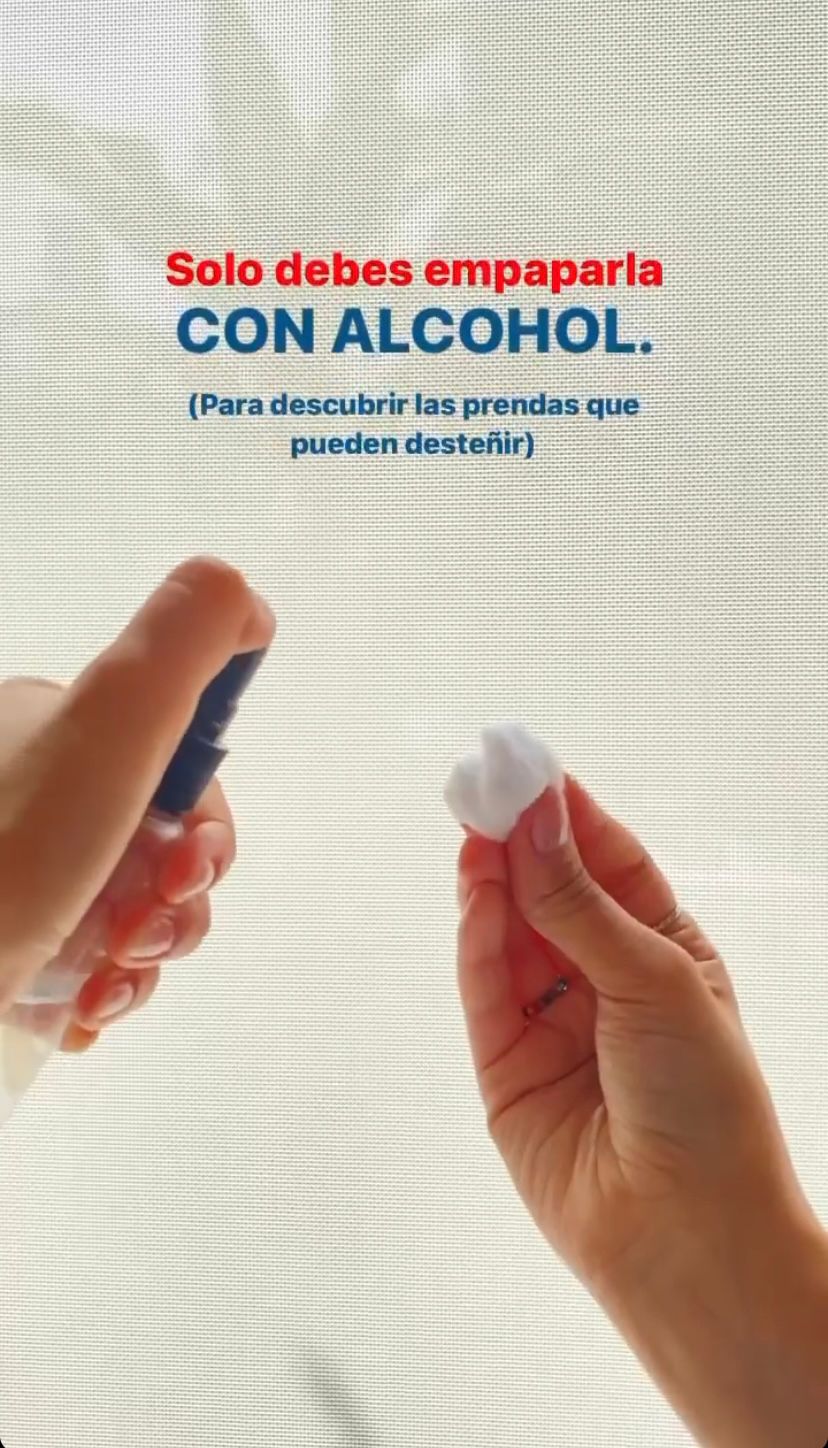 Solo debes empaparla
CON ALCOHOL.
(Para descubrir las prendas que
pueden desteñir)